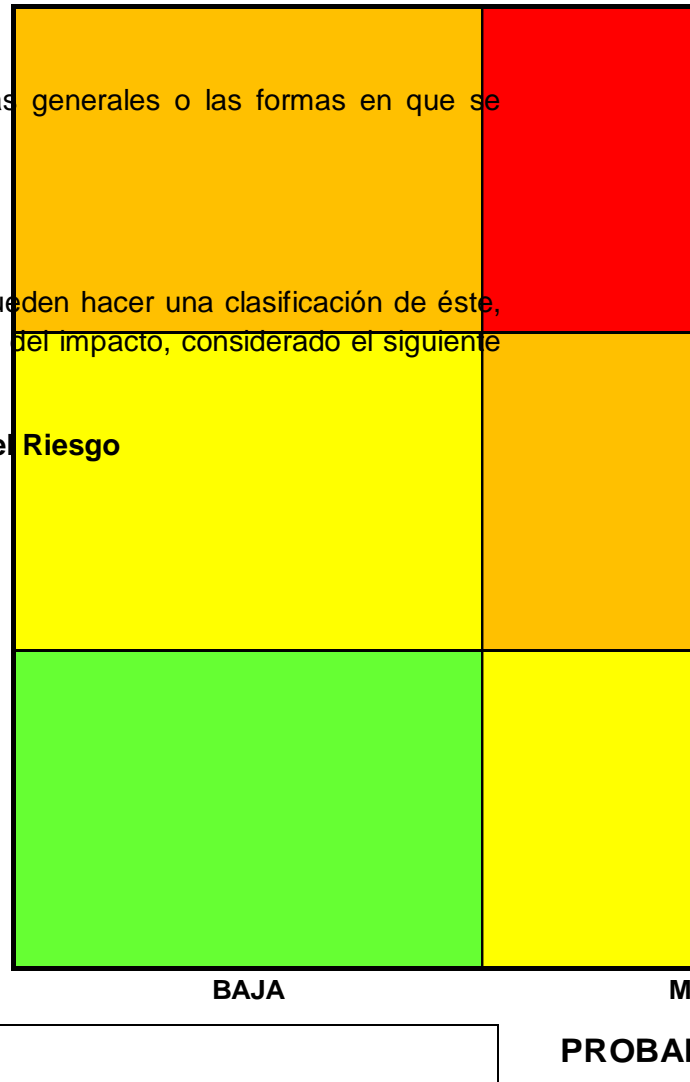 s generales o las formas en que se
eden hacer una clasificación de éste,
del impacto, considerado el siguiente
el Riesgo
BAJA
M
PROBA